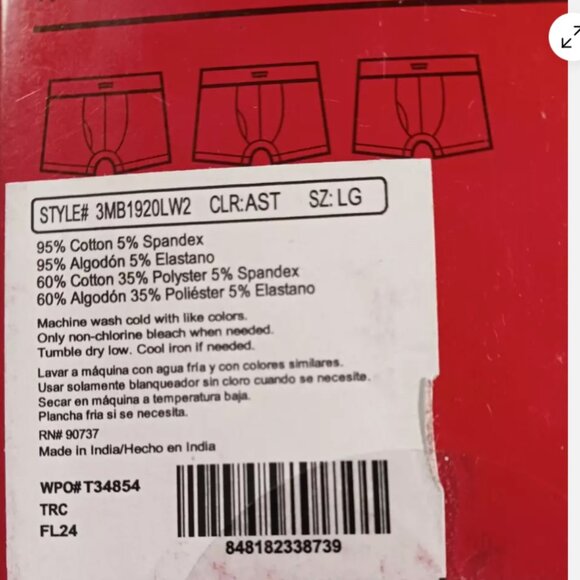 STYLE# 3MB1920LW2 CLR:AST SZ: LG
95% Cotton 5% Spandex
95% Algodón 5% Elastano
60% Cotton 35% Polyster 5% Spandex
60% Algodón 35% Poliéster 5% Elastano
Machine wash cold with like colors.
Only non-chlorine bleach when needed.
Tumble dry low. Cool iron if needed.
Lavar a máquina con agua fría y con colores similares.
Usar solamente blanqueador sin cloro cuando se necesite.
Secar en máquina a temperatura baja.
Plancha fria si se necesita.
RN# 90737
Made in India/Hecho en India
WPO# T34854
TRC
FL24
848182338739